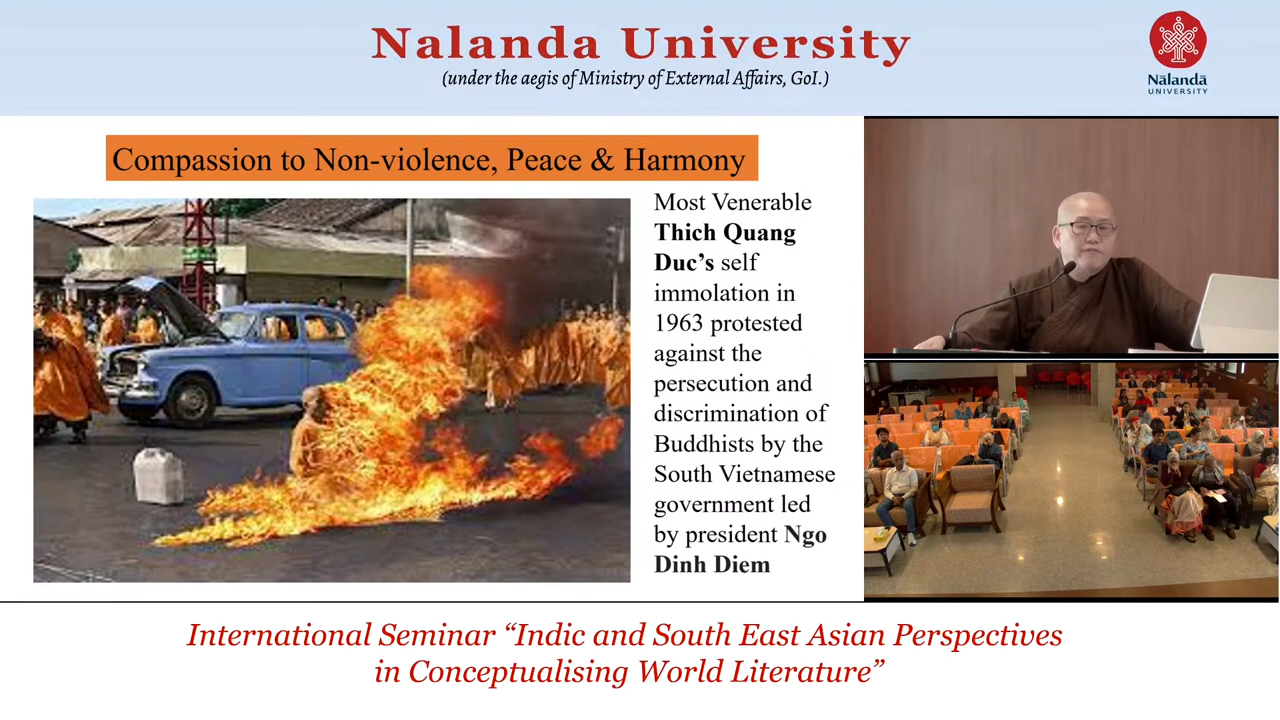 Nalanda University
(under the aegis of Ministry of External Affairs, GoI.)
Nālandā
UNIVERSITY
Compassion to Non-violence, Peace & Harmony
Most Venerable
Thich Quang
Duc’s self
immolation in
1963 protested
against the
persecution and
discrimination of
Buddhists by the
South Vietnamese
government led
by president Ngo
Dinh Diem
International Seminar “Indic and South East Asian Perspectives
in Conceptualising World Literature”